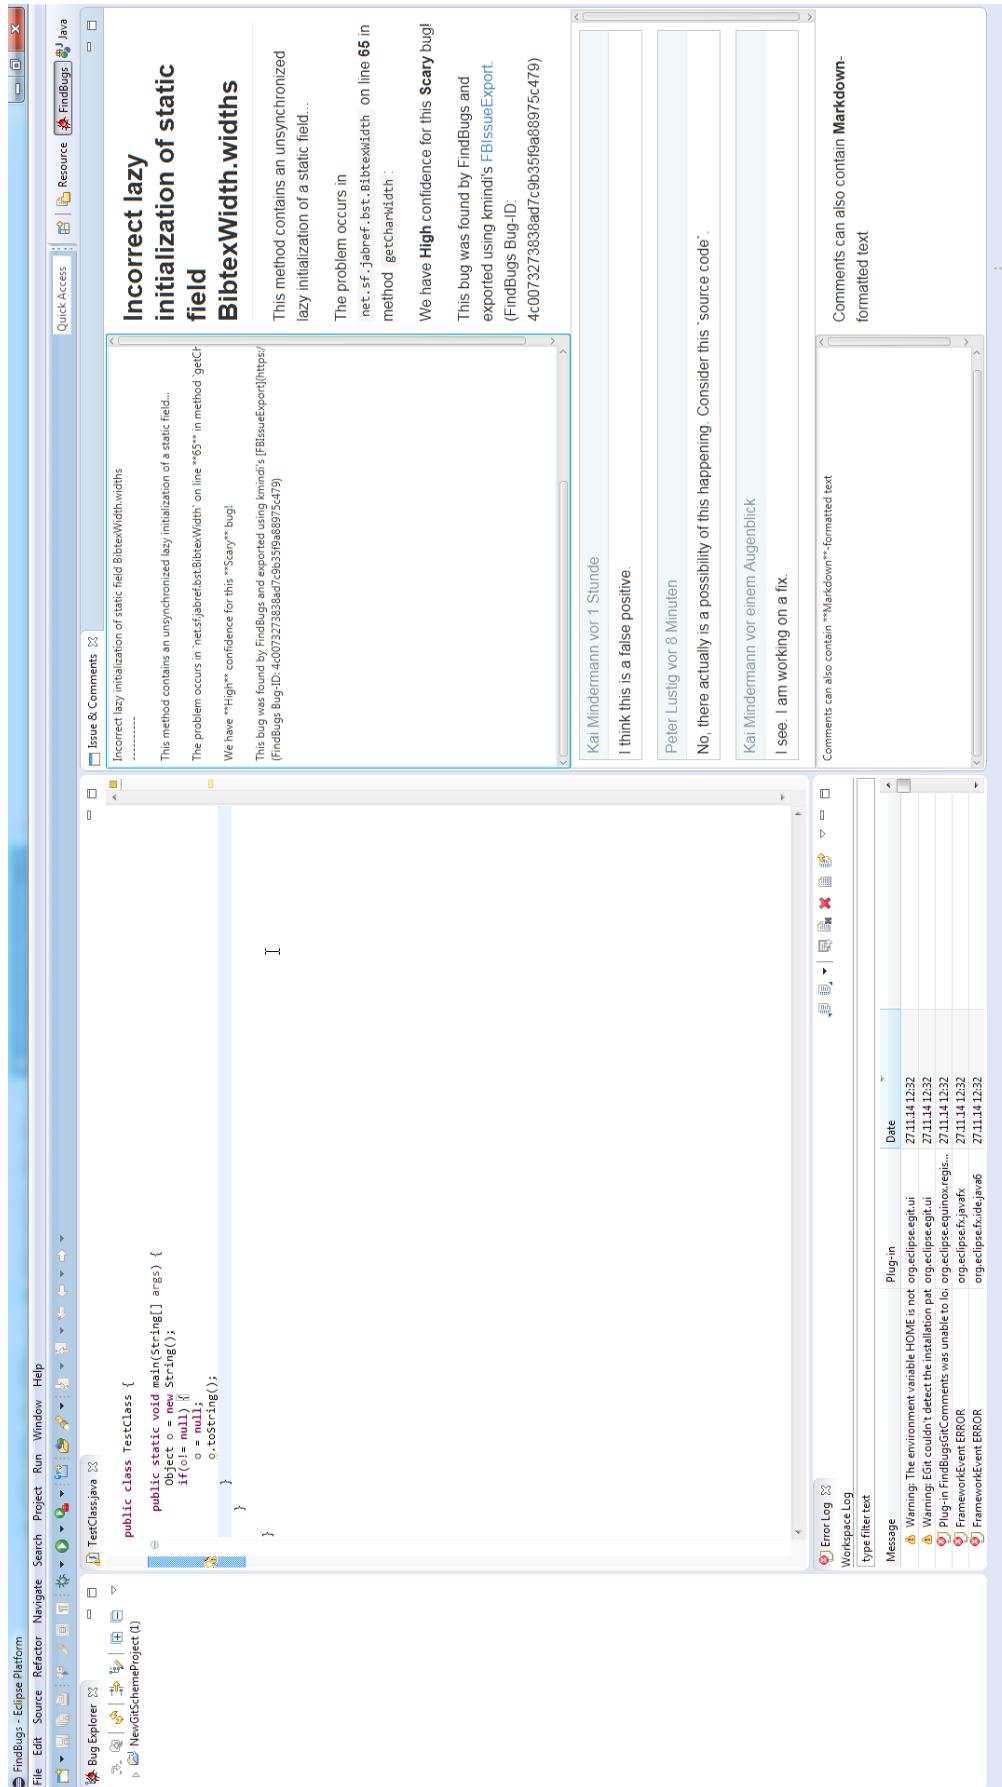 FindBugs - Eclipse Platform
File Edit Source Refactor Navigate Search Project Run Window Help
Quick Access
Resource FindBugs Java
Bug Explorer
NewGitSchemeProject (1)
TestClass.java
public class TestClass {
public static void main(String[] args) {
Object o = new String();
if(o!= null) {
o = null;
o.toString();
}
}
}
Issue & Comments
Incorrect lazy initialization of static field BibtexWidth.widths
------------
This method contains an unsynchronized lazy initialization of a static field...
The problem occurs in `net.sf.jabref.bst.BibtexWidth` on line **65** in method `getCh
We have **High** confidence for this **Scary** bug!
This bug was found by FindBugs and exported using kmindi's [FBIssueExport](https:/
(FindBugs Bug-ID: 4c0073273838ad7c9b35f9a88975c479)
Incorrect lazy
initialization of static
field
BibtexWidth.widths
This method contains an unsynchronized
lazy initialization of a static field...
The problem occurs in
net.sf.jabref.bst.BibtexWidth on line 65 in
method getCharWidth :
We have High confidence for this Scary bug!
This bug was found by FindBugs and
exported using kmindi's FBIssueExport.
(FindBugs Bug-ID:
4c0073273838ad7c9b35f9a88975c479)
Kai Mindermann vor 1 Stunde
I think this is a false positive.
Peter Lustig vor 8 Minuten
No, there actually is a possibility of this happening. Consider this `source code`.
Kai Mindermann vor einem Augenblick
I see. I am working on a fix.
Comments can also contain **Markdown**-formatted text
Comments can also contain Markdown-
formatted text
Error Log
Workspace Log
type filter text
Message Plug-in Date
Warning: The environment variable HOME is not org.eclipse.egit.ui 27.11.14 12:32
Warning: EGit couldn't detect the installation pat org.eclipse.egit.ui 27.11.14 12:32
Plug-in FindBugsGitComments was unable to loa org.eclipse.equinox.regis... 27.11.14 12:32
FrameworkEvent ERROR org.eclipse.fx.javafx 27.11.14 12:32
FrameworkEvent ERROR org.eclipse.fx.ide.java6 27.11.14 12:32